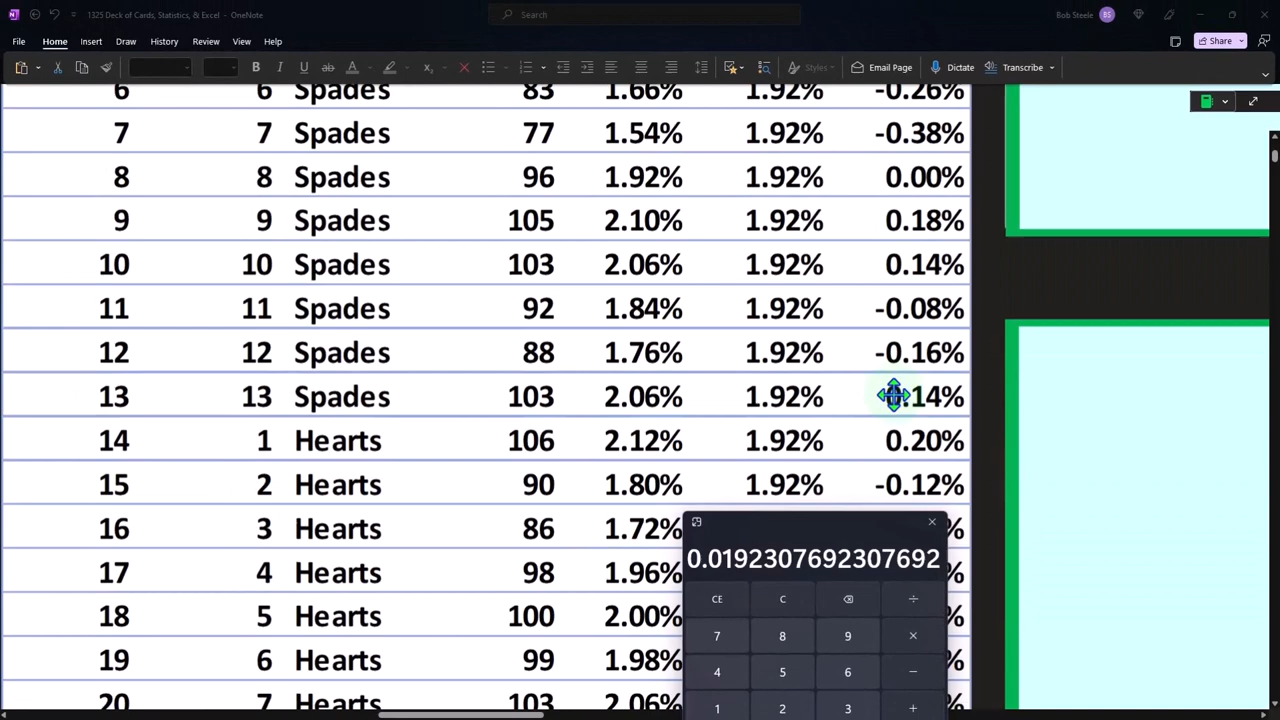 1325 Deck of Cards, Statistics, & Excel - OneNote
Search
Bob Steele
BS
File Home Insert Draw History Review View Help
Share
B I U ab A x Styles Email Page Dictate Transcribe
6 6 Spades 83 1.66% 1.92% -0.26%
7 7 Spades 77 1.54% 1.92% -0.38%
8 8 Spades 96 1.92% 1.92% 0.00%
9 9 Spades 105 2.10% 1.92% 0.18%
10 10 Spades 103 2.06% 1.92% 0.14%
11 11 Spades 92 1.84% 1.92% -0.08%
12 12 Spades 88 1.76% 1.92% -0.16%
13 13 Spades 103 2.06% 1.92% 0.14%
14 1 Hearts 106 2.12% 1.92% 0.20%
15 2 Hearts 90 1.80% 1.92% -0.12%
16 3 Hearts 86 1.72% %
17 4 Hearts 98 1.96% %
18 5 Hearts 100 2.00% %
19 6 Hearts 99 1.98% %
20 7 Hearts 103 2.06% %
0.0192307692307692
CE C ÷
7 8 9 ×
4 5 6 −
1 2 3 +